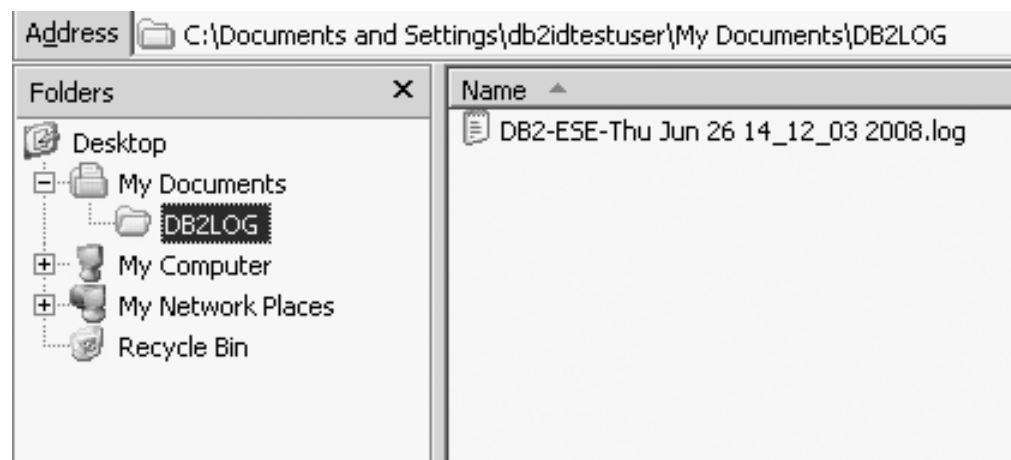 Address C:\Documents and Settings\db2idtestuser\My Documents\DB2LOG
Folders
Desktop
My Documents
DB2LOG
My Computer
My Network Places
Recycle Bin
Name
DB2-ESE-Thu Jun 26 14_12_03 2008.log